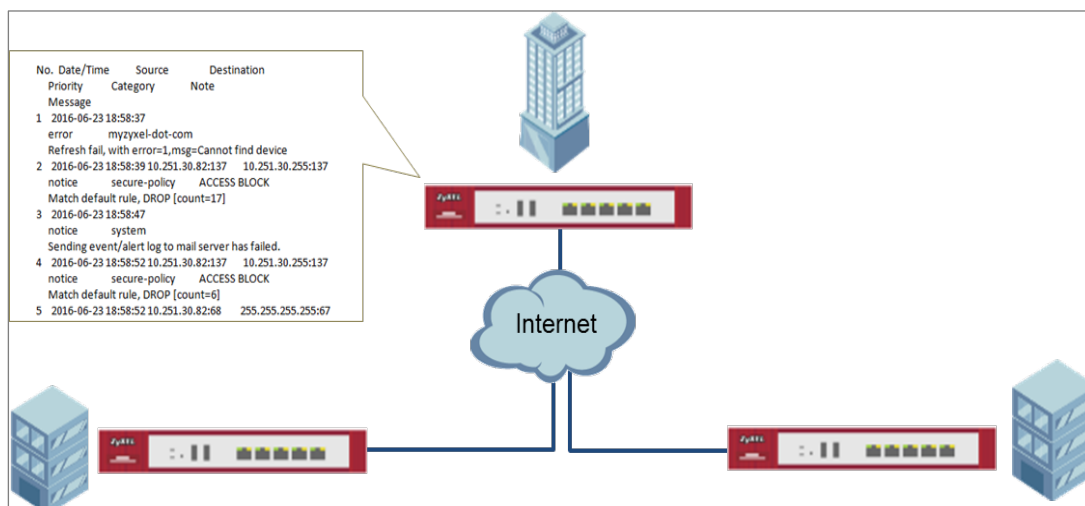 No. Date/Time Source Destination
Priority Category Note
Message
1 2016-06-23 18:58:37
error myzyxel-dot-com
Refresh fail, with error=1,msg=Cannot find device
2 2016-06-23 18:58:39 10.251.30.82:137 10.251.30.255:137
notice secure-policy ACCESS BLOCK
Match default rule, DROP [count=17]
3 2016-06-23 18:58:47
notice system
Sending event/alert log to mail server has failed.
4 2016-06-23 18:58:52 10.251.30.82:137 10.251.30.255:137
notice secure-policy ACCESS BLOCK
Match default rule, DROP [count=6]
5 2016-06-23 18:58:52 10.251.30.82:68 255.255.255.255:67
ZyXEL
Internet
ZyXEL
ZyXEL